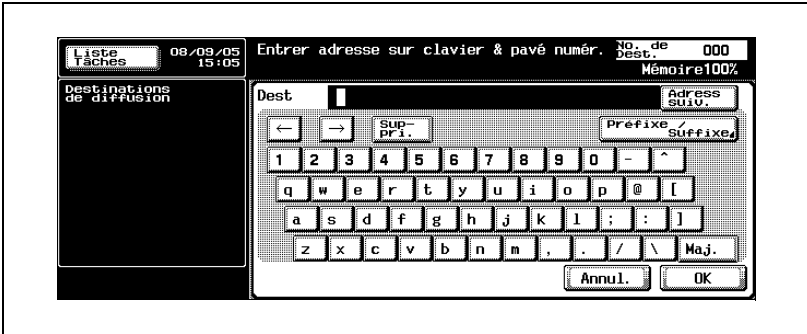 Liste
Tâches
08/09/05
15:05
Entrer adresse sur clavier & pavé numér.
No. de
Dest.
000
Mémoire100%
Destinations
de diffusion
Dest
Adress
suiv.
← → Sup-
pri.
Préfixe /
Suffixe
1 2 3 4 5 6 7 8 9 0 - ^
q w e r t y u i o p @ [
a s d f g h j k l ; : ]
z x c v b n m , . / \ Maj.
Annul. OK